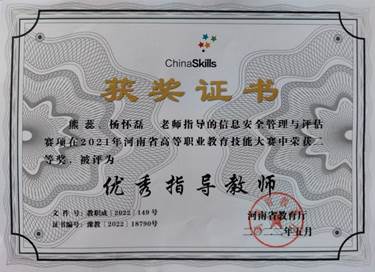 ChinaSkills
获奖证书
熊蕊、杨怀磊 老师指导的信息安全管理与评估
赛项在2021年河南省高等职业教育技能大赛中荣获二
等奖，被评为
优秀指导教师
文件号：教职成〔2022〕149号
证书编号：豫教〔2022〕18790号
河南省教育厅
二〇二二年五月